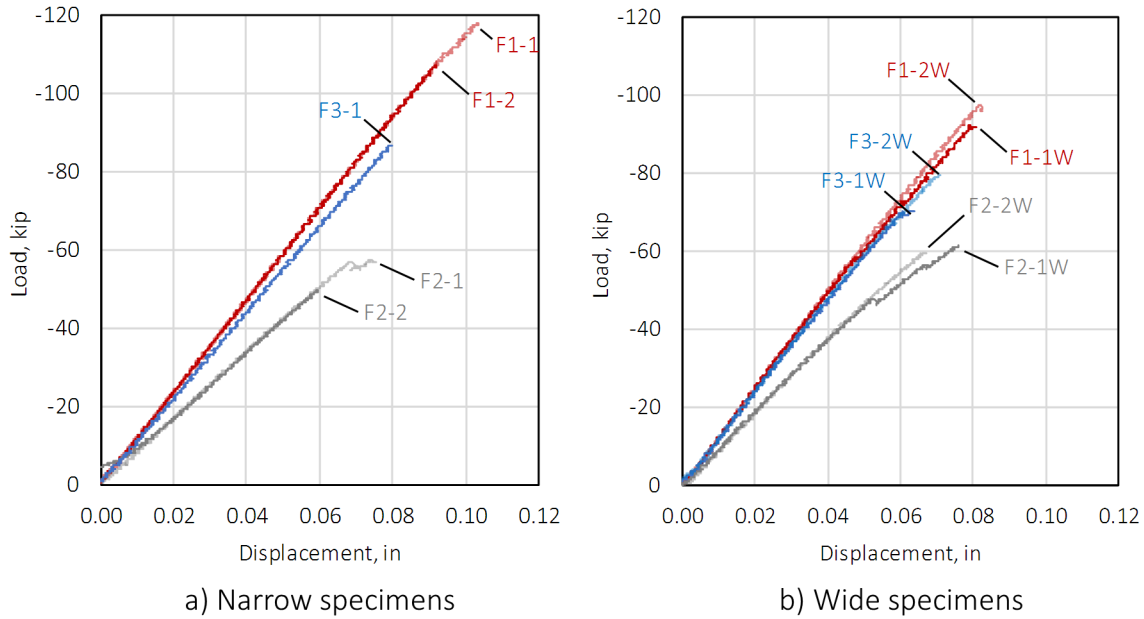 -120
-100
-80
-60
-40
-20
0
Load, kip
F1-1
F1-2
F3-1
F2-1
F2-2
0.00 0.02 0.04 0.06 0.08 0.10 0.12
Displacement, in
a) Narrow specimens
-120
-100
-80
-60
-40
-20
0
Load, kip
F1-2W
F3-2W
F1-1W
F3-1W
F2-2W
F2-1W
0.00 0.02 0.04 0.06 0.08 0.10 0.12
Displacement, in
b) Wide specimens